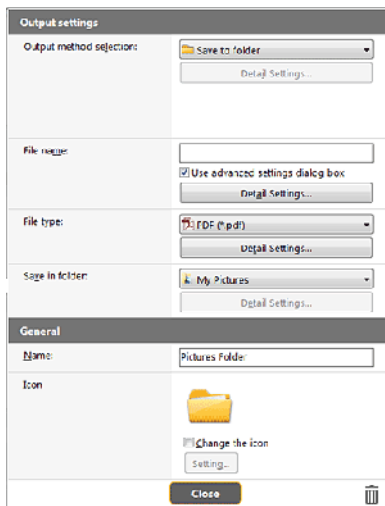 Output settings
Output method selection:
Save to folder
Detail Settings...
File name:
Use advanced settings dialog box
Detail Settings...
File type:
PDF (*.pdf)
Detail Settings...
Save in folder:
My Pictures
Detail Settings...
General
Name:
Pictures Folder
Icon
Change the icon
Setting...
Close